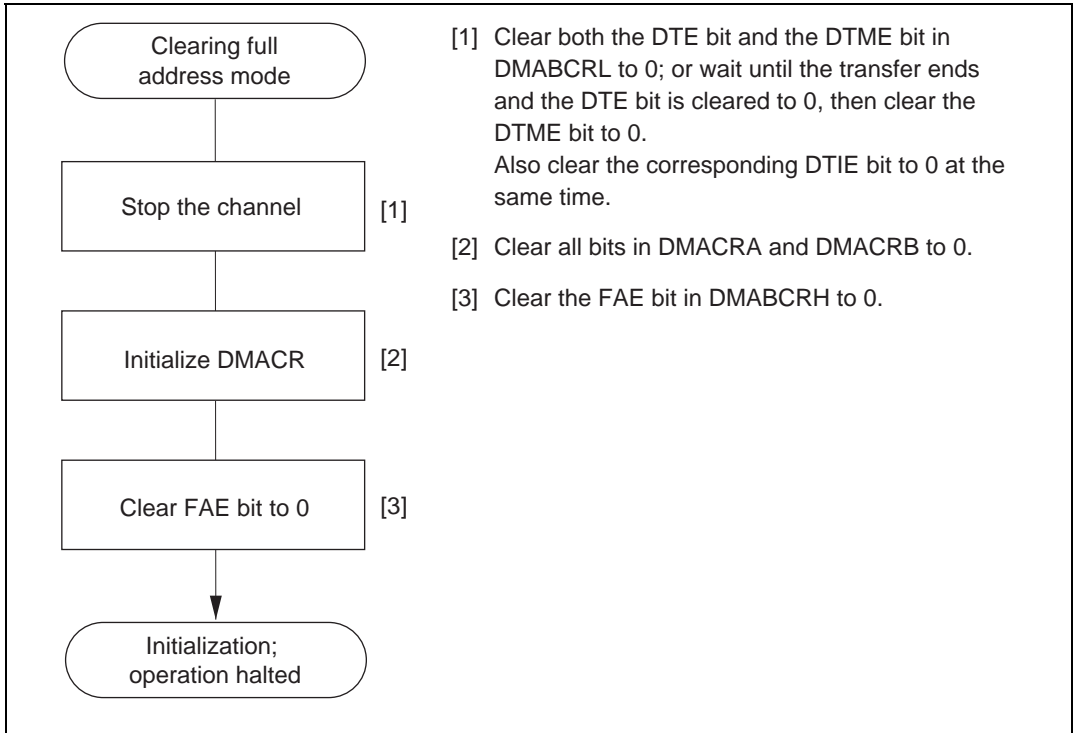 Clearing full
address mode
Stop the channel
[1]
Initialize DMACR
[2]
Clear FAE bit to 0
[3]
Initialization;
operation halted
[1] Clear both the DTE bit and the DTME bit in
DMABCRL to 0; or wait until the transfer ends
and the DTE bit is cleared to 0, then clear the
DTME bit to 0.
Also clear the corresponding DTIE bit to 0 at the
same time.
[2] Clear all bits in DMACRA and DMACRB to 0.
[3] Clear the FAE bit in DMABCRH to 0.